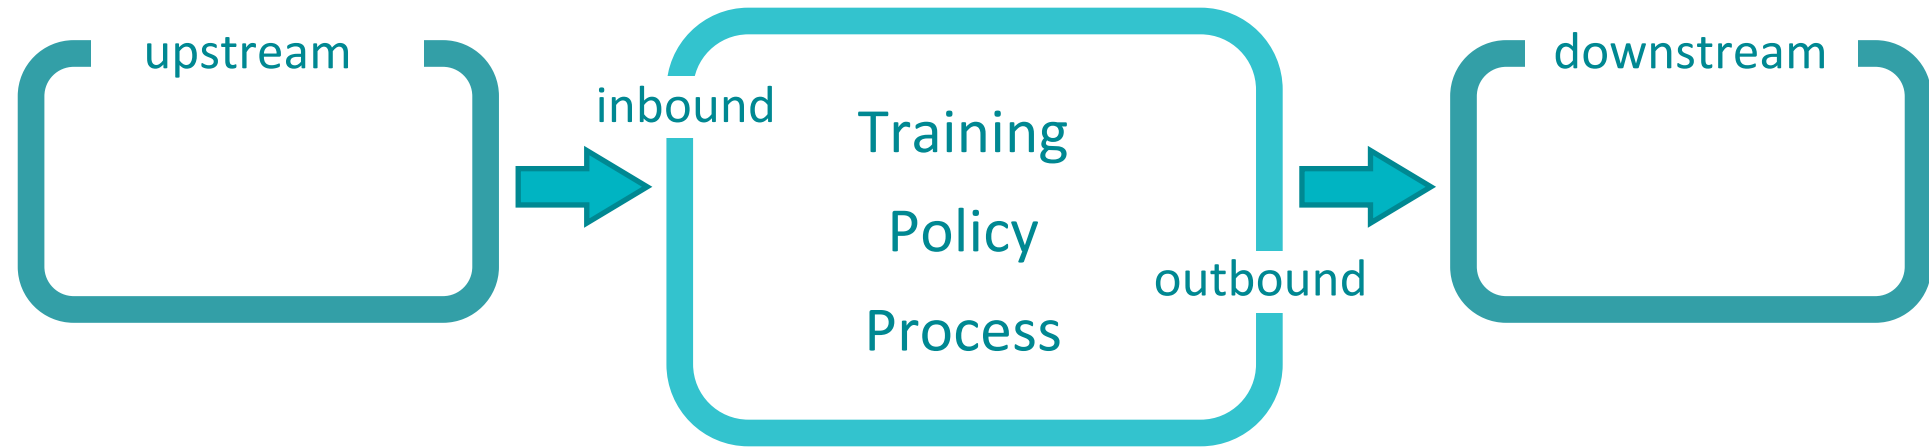 upstream
inbound
Training
Policy
Process
outbound
downstream